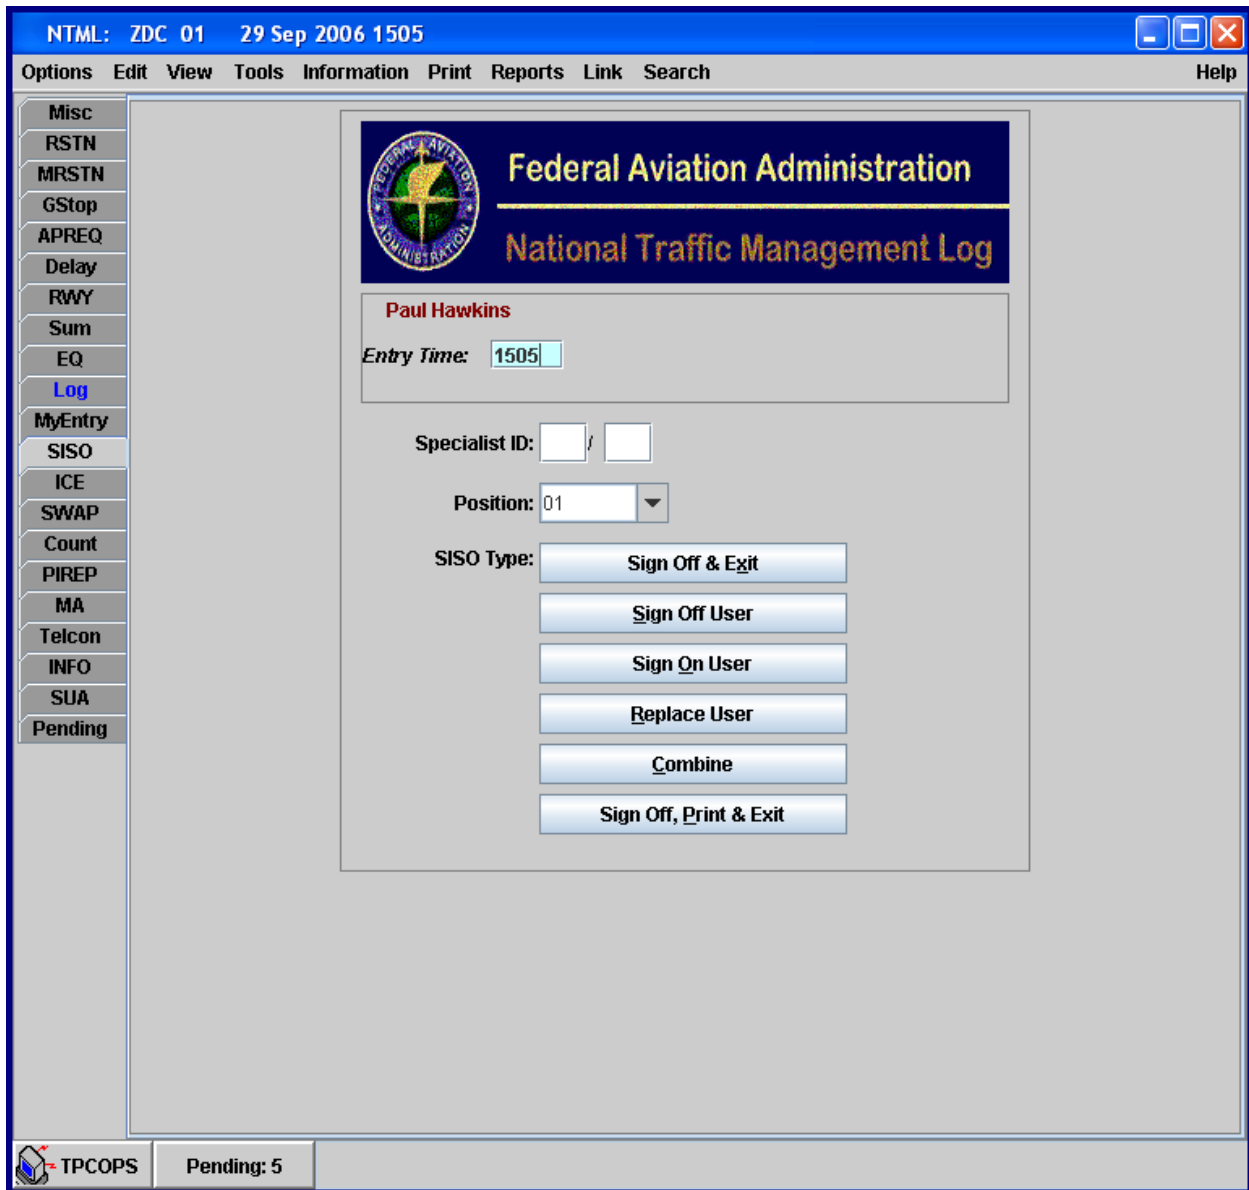 NTML: ZDC 01 29 Sep 2006 1505
Options Edit View Tools Information Print Reports Link Search Help
Misc
RSTN
MRSTN
GStop
APREQ
Delay
RWY
Sum
EQ
Log
MyEntry
SISO
ICE
SWAP
Count
PIREP
MA
Telcon
INFO
SUA
Pending
FEDERAL AVIATION ADMINISTRATION
Federal Aviation Administration
National Traffic Management Log
Paul Hawkins
Entry Time: 1505
Specialist ID: /
Position: 01
SISO Type: Sign Off & Exit
Sign Off User
Sign On User
Replace User
Combine
Sign Off, Print & Exit
TPCOPS Pending: 5